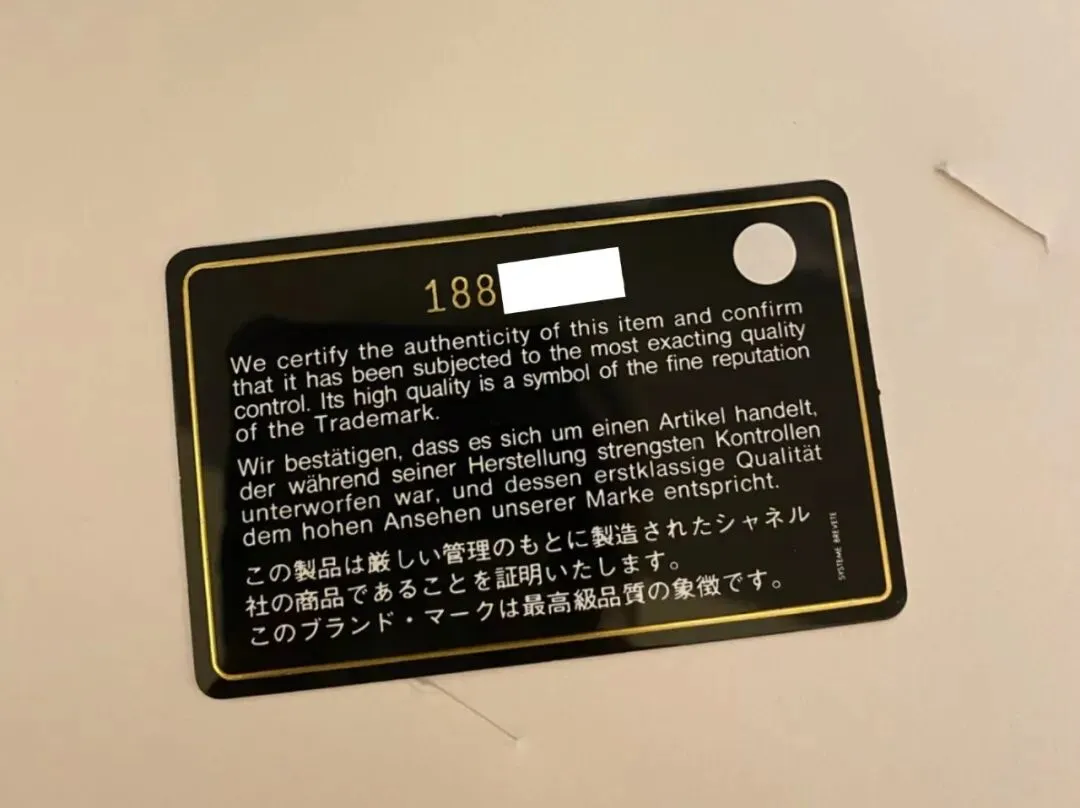 188
We certify the authenticity of this item and confirm
that it has been subjected to the most exacting quality
control. Its high quality is a symbol of the fine reputation
of the Trademark.
Wir bestätigen, dass es sich um einen Artikel handelt,
der während seiner Herstellung strengsten Kontrollen
unterworfen war, und dessen erstklassige Qualität
dem hohen Ansehen unserer Marke entspricht.
この製品は厳しい管理のもとに製造されたシャネル
社の商品であることを証明いたします。
このブランド・マークは最高級品質の象徴です。
SYSTEME BREVETE